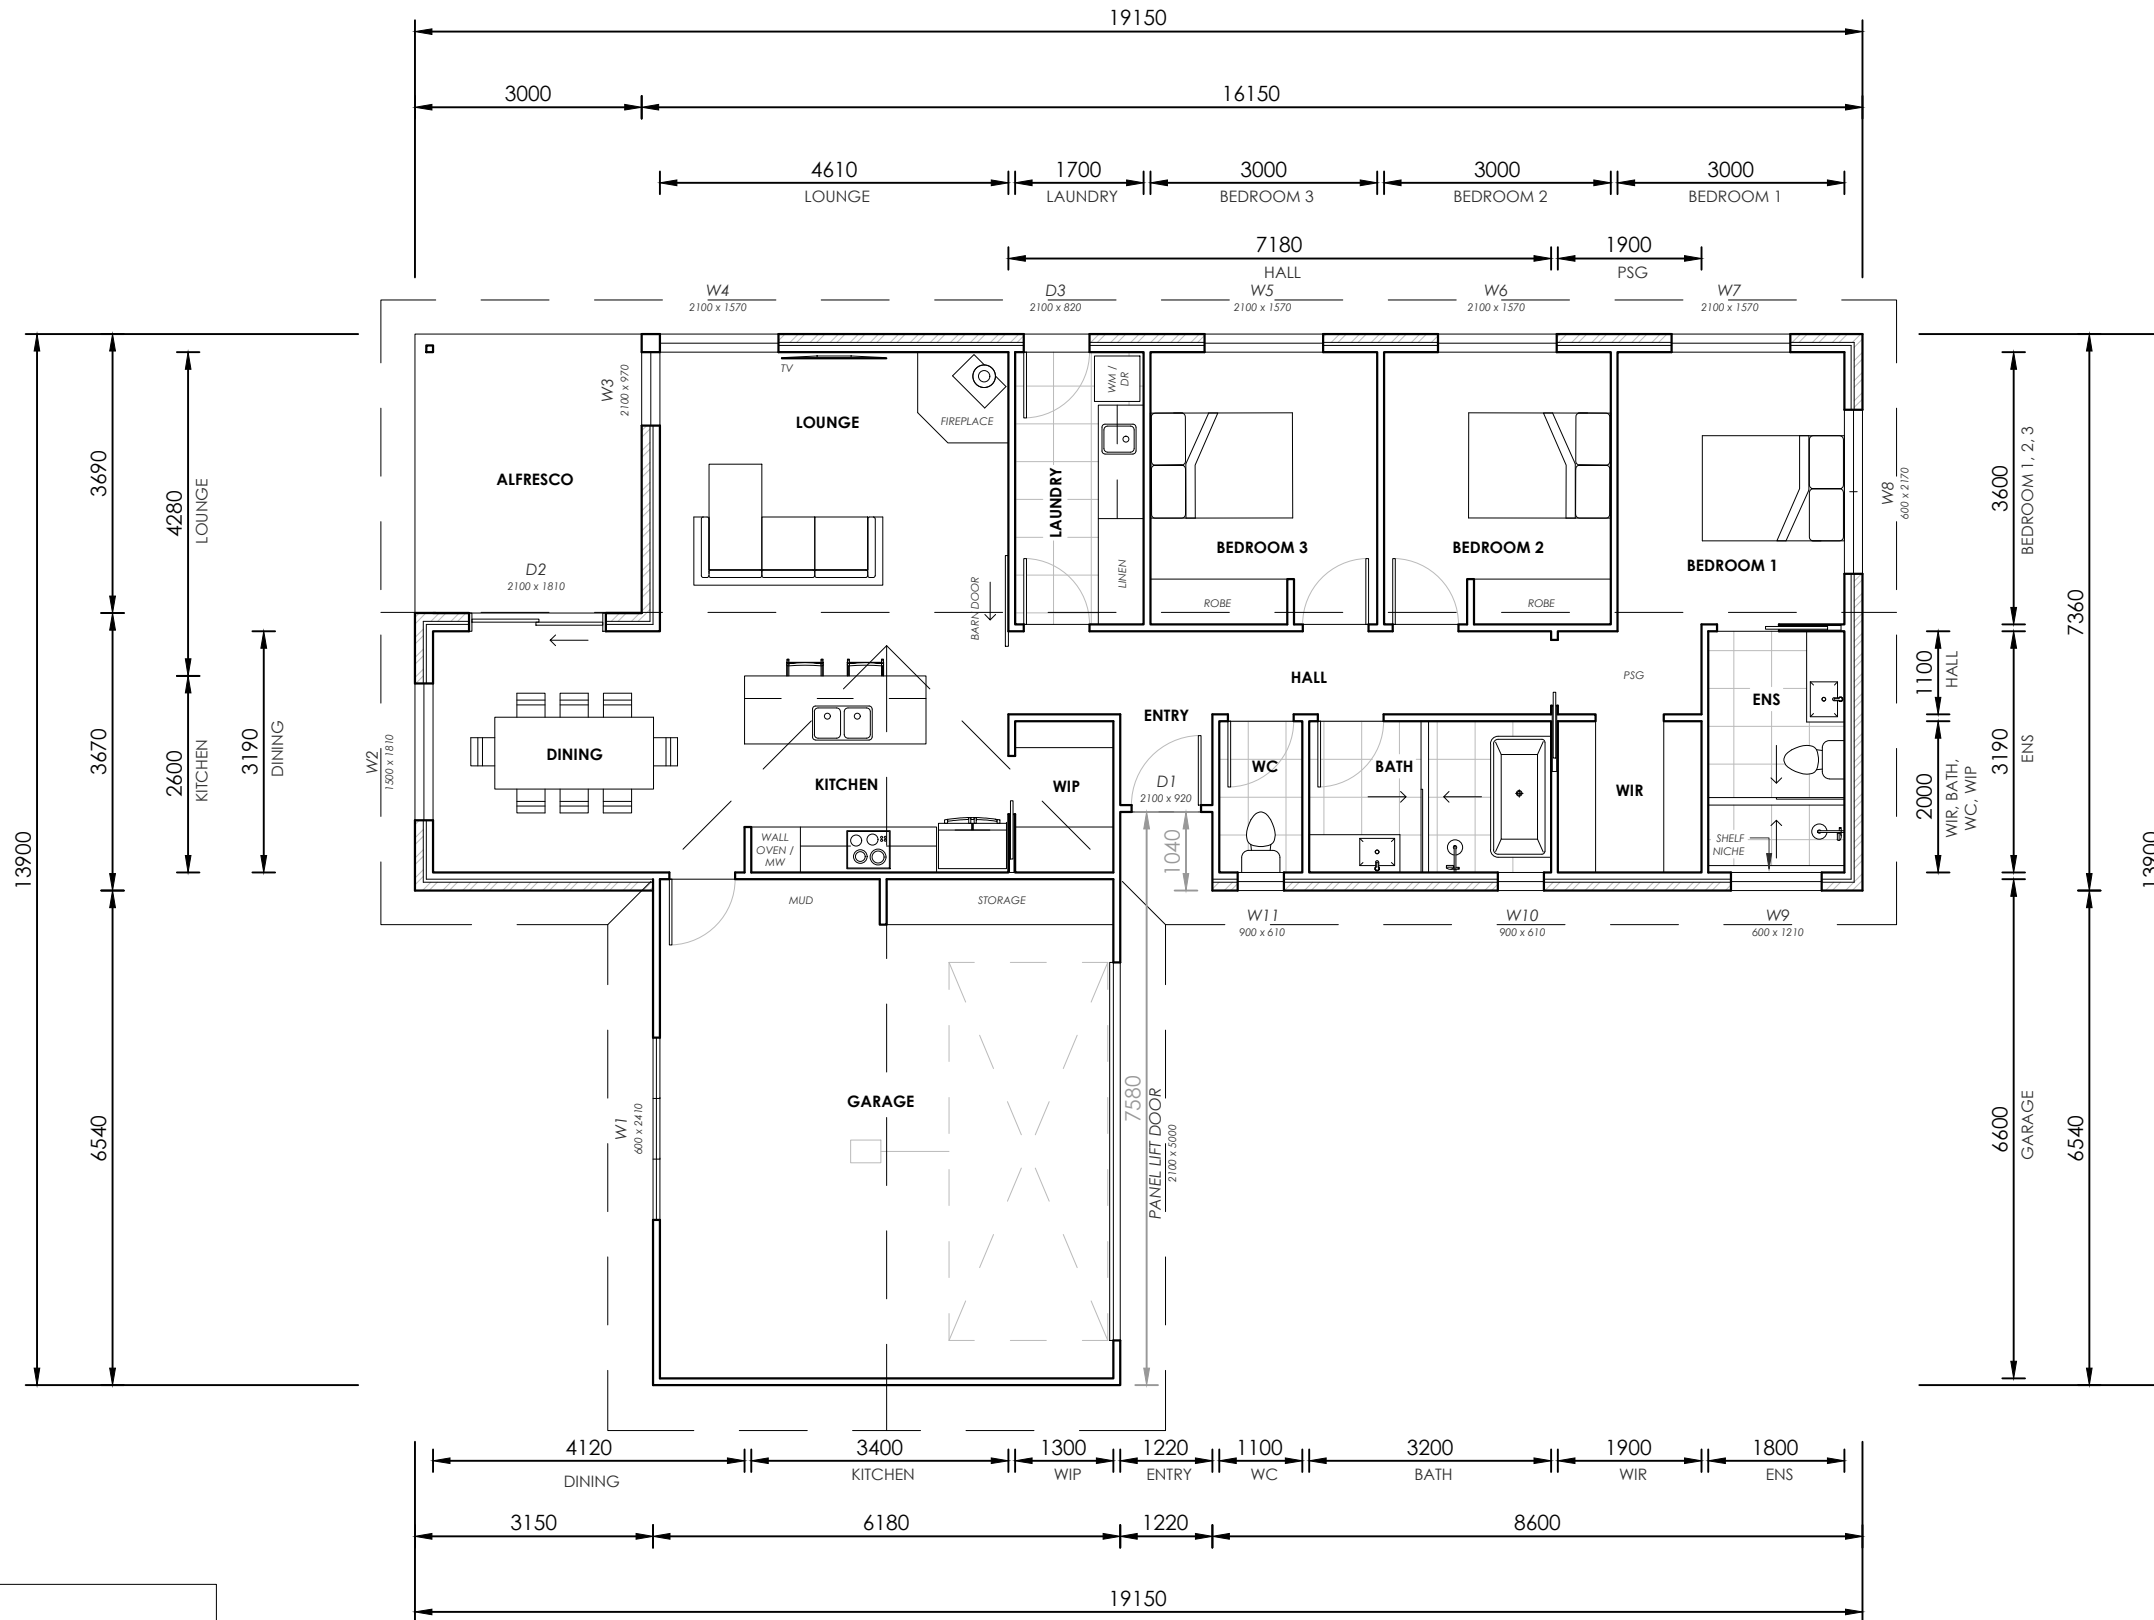 19150
3000
16150
4610
LOUNGE
1700
LAUNDRY
3000
BEDROOM 3
3000
BEDROOM 2
3000
BEDROOM 1
7180
HALL
1900
PSG
W4
2100 x 1570
D3
2100 x 820
W5
2100 x 1570
W6
2100 x 1570
W7
2100 x 1570
13900
3690
3670
6540
4280
LOUNGE
2600
KITCHEN
3190
DINING
W3
2100 x 970
TV
LOUNGE
FIREPLACE
WM /
DR
ALFRESCO
LAUNDRY
LINEN
BEDROOM 3
ROBE
BEDROOM 2
ROBE
BEDROOM 1
W8
600 x 2170
D2
2100 x 1810
BARN DOOR
HALL
PSG
ENS
ENTRY
W2
1500 x 1810
DINING
KITCHEN
WIP
D1
2100 x 920
WC
BATH
WIR
WALL
OVEN /
MW
1040
SHELF
NICHE
MUD
STORAGE
W11
900 x 610
W10
900 x 610
W9
600 x 1210
W1
600 x 2410
GARAGE
7580
PANEL LIFT DOOR
2100 x 5000
3600
BEDROOM 1, 2, 3
1100
HALL
2000
WIR, BATH,
WC, WIP
3190
ENS
6600
GARAGE
7360
6540
13900
4120
DINING
3400
KITCHEN
1300
WIP
1220
ENTRY
1100
WC
3200
BATH
1900
WIR
1800
ENS
3150
6180
1220
8600
19150